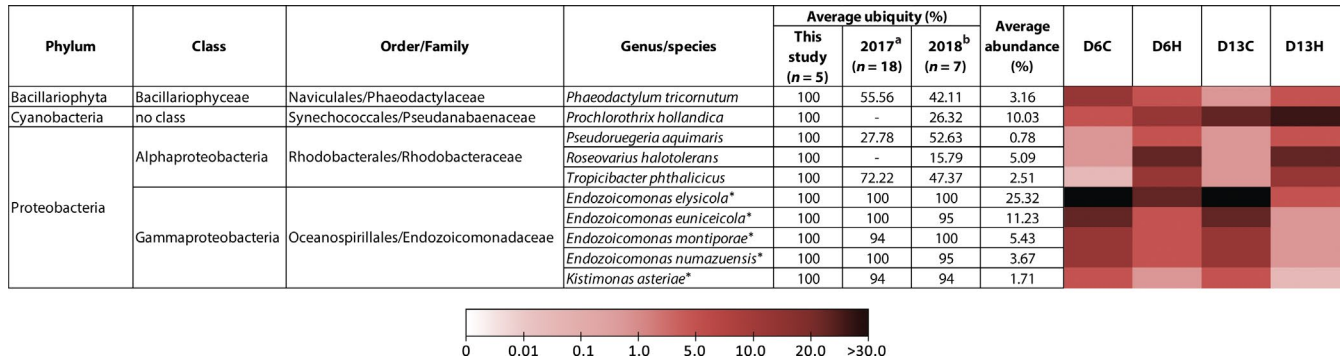 Phylum Class Order/Family Genus/species Average ubiquity (%) Average abundance (%) D6C D6H D13C D13H
This study (n = 5) 2017a (n = 18) 2018b (n = 7)
Bacillariophyta Bacillariophyceae Naviculales/Phaeodactylaceae Phaeodactylum tricornutum 100 55.56 42.11 3.16
Cyanobacteria no class Synechococcales/Pseudanabaenaceae Prochlorothrix hollandica 100 - 26.32 10.03
Proteobacteria Alphaproteobacteria Rhodobacterales/Rhodobacteraceae Pseudoruegeria aquimaris 100 27.78 52.63 0.78
Roseovarius halotolerans 100 - 15.79 5.09
Tropicibacter phthalicicus 100 72.22 47.37 2.51
Gammaproteobacteria Oceanospirillales/Endozoicomonadaceae Endozoicomonas elysicola* 100 100 100 25.32
Endozoicomonas euniceicola* 100 100 95 11.23
Endozoicomonas montiporae* 100 94 100 5.43
Endozoicomonas numazuensis* 100 100 95 3.67
Kistimonas asteriae* 100 94 94 1.71
0 0.01 0.1 1.0 5.0 10.0 20.0 >30.0